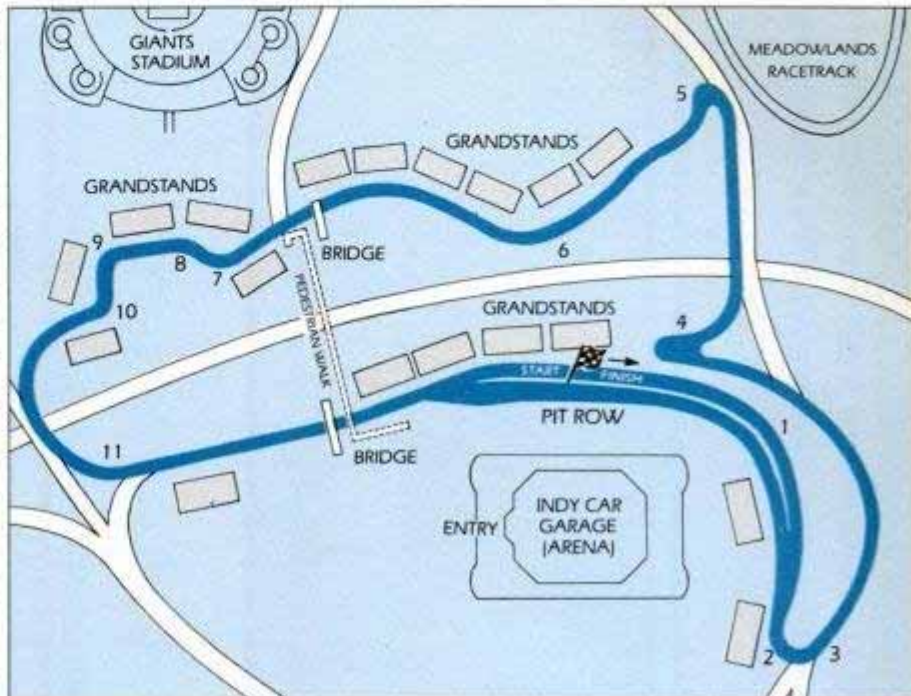 GIANTS
STADIUM
MEADOWLANDS
RACETRACK
5
GRANDSTANDS
GRANDSTANDS
9
8
7
BRIDGE
6
10
PEDESTRIAN WALK
GRANDSTANDS
4
START
FINISH
PIT ROW
1
11
BRIDGE
ENTRY
INDY CAR
GARAGE
(ARENA)
2
3